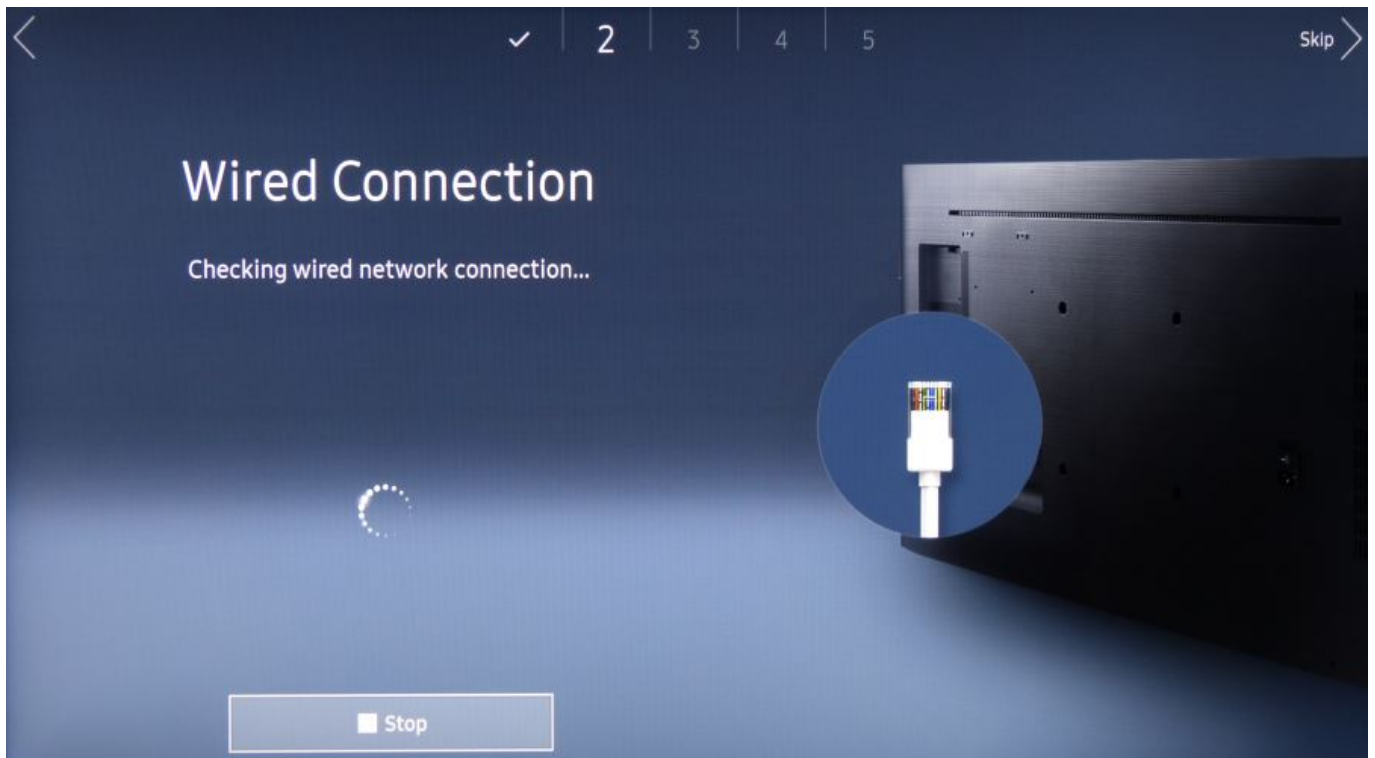 ✓ 2 3 4 5
Skip
Wired Connection
Checking wired network connection...
Stop